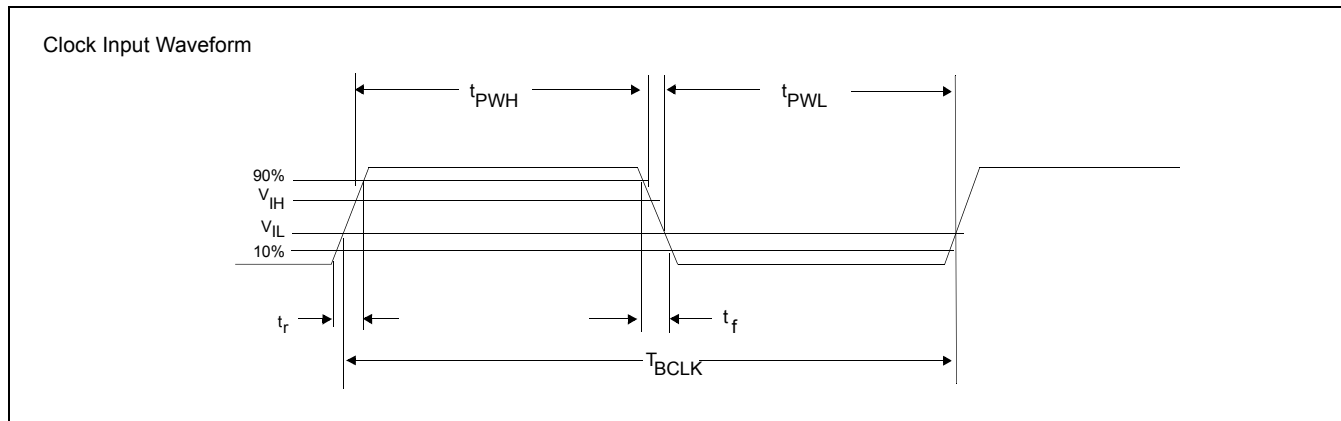 Clock Input Waveform
tPWH
tPWL
90%
VIH
VIL
10%
tr
tf
TBCLK